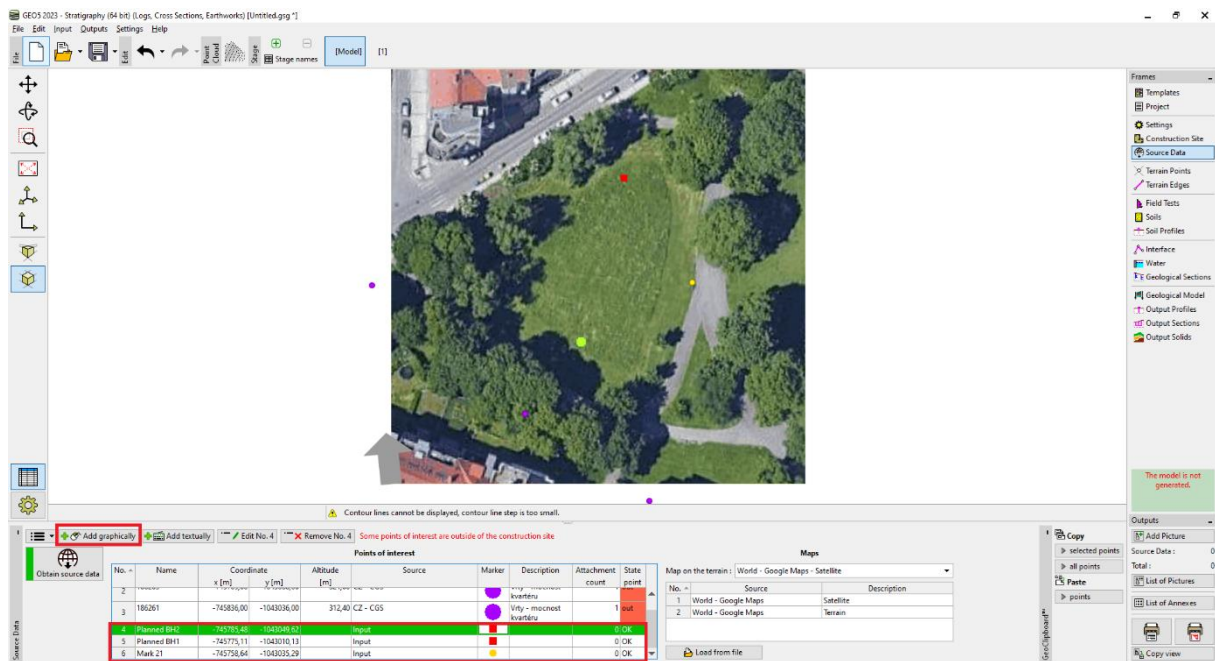 GEO5 2023 - Stratigraphy (64 bit) (Logs, Cross Sections, Earthworks) [Untitled.gsg *]
File Edit Input Outputs Settings Help
File
Edit
Point Cloud
Stage
Stage names
[Model] [1]
Frames
Templates
Project
Settings
Construction Site
Source Data
Terrain Points
Terrain Edges
Field Tests
Soils
Soil Profiles
Interface
Water
Geological Sections
Geological Model
Output Profiles
Output Sections
Output Solids
The model is not
generated.
Contour lines cannot be displayed, contour line step is too small.
Add graphically Add textually Edit No. 4 Remove No. 4 Some points of interest are outside of the construction site
Obtain source data
Points of interest
No. Name Coordinate Altitude Source Marker Description Attachment State
x [m] y [m] [m] count point
2 kvartéru
3 186261 -745836,00 -1043036,00 312,40 CZ - CGS Vrty - mocnost 1 out
kvartéru
4 Planned BH2 -745785,48 -1043049,62 Input 0 OK
5 Planned BH1 -745775,11 -1043010,13 Input 0 OK
6 Mark 21 -745758,64 -1043035,29 Input 0 OK
Maps
Map on the terrain : World - Google Maps - Satellite
No. Source Description
1 World - Google Maps Satellite
2 World - Google Maps Terrain
Load from file
Source Data
GeoClipboard™
Copy
selected points
all points
Paste
points
Outputs
Add Picture
Source Data : 0
Total : 0
List of Pictures
List of Annexes
Copy view